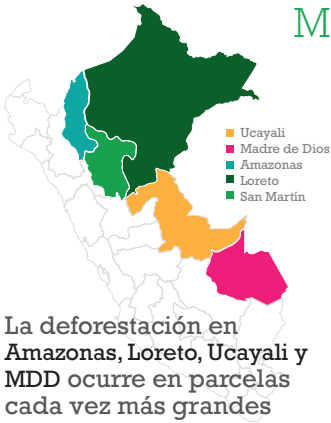 M
Ucayali
Madre de Dios
Amazonas
Loreto
San Martín
La deforestación en
Amazonas, Loreto, Ucayali y
MDD ocurre en parcelas
cada vez más grandes